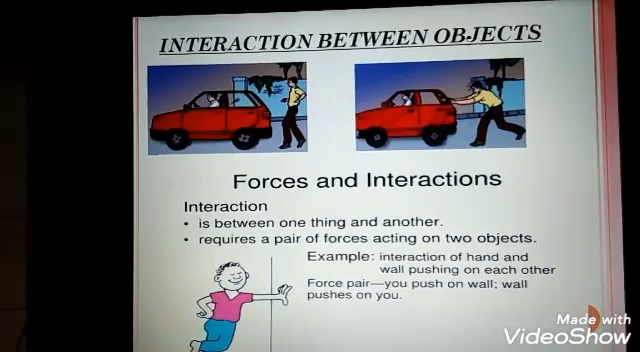 INTERACTION BETWEEN OBJECTS
Forces and Interactions
Interaction
• is between one thing and another.
• requires a pair of forces acting on two objects.
Example: interaction of hand and
wall pushing on each other
Force pair—you push on wall; wall
pushes on you.
Made with
VideoShow